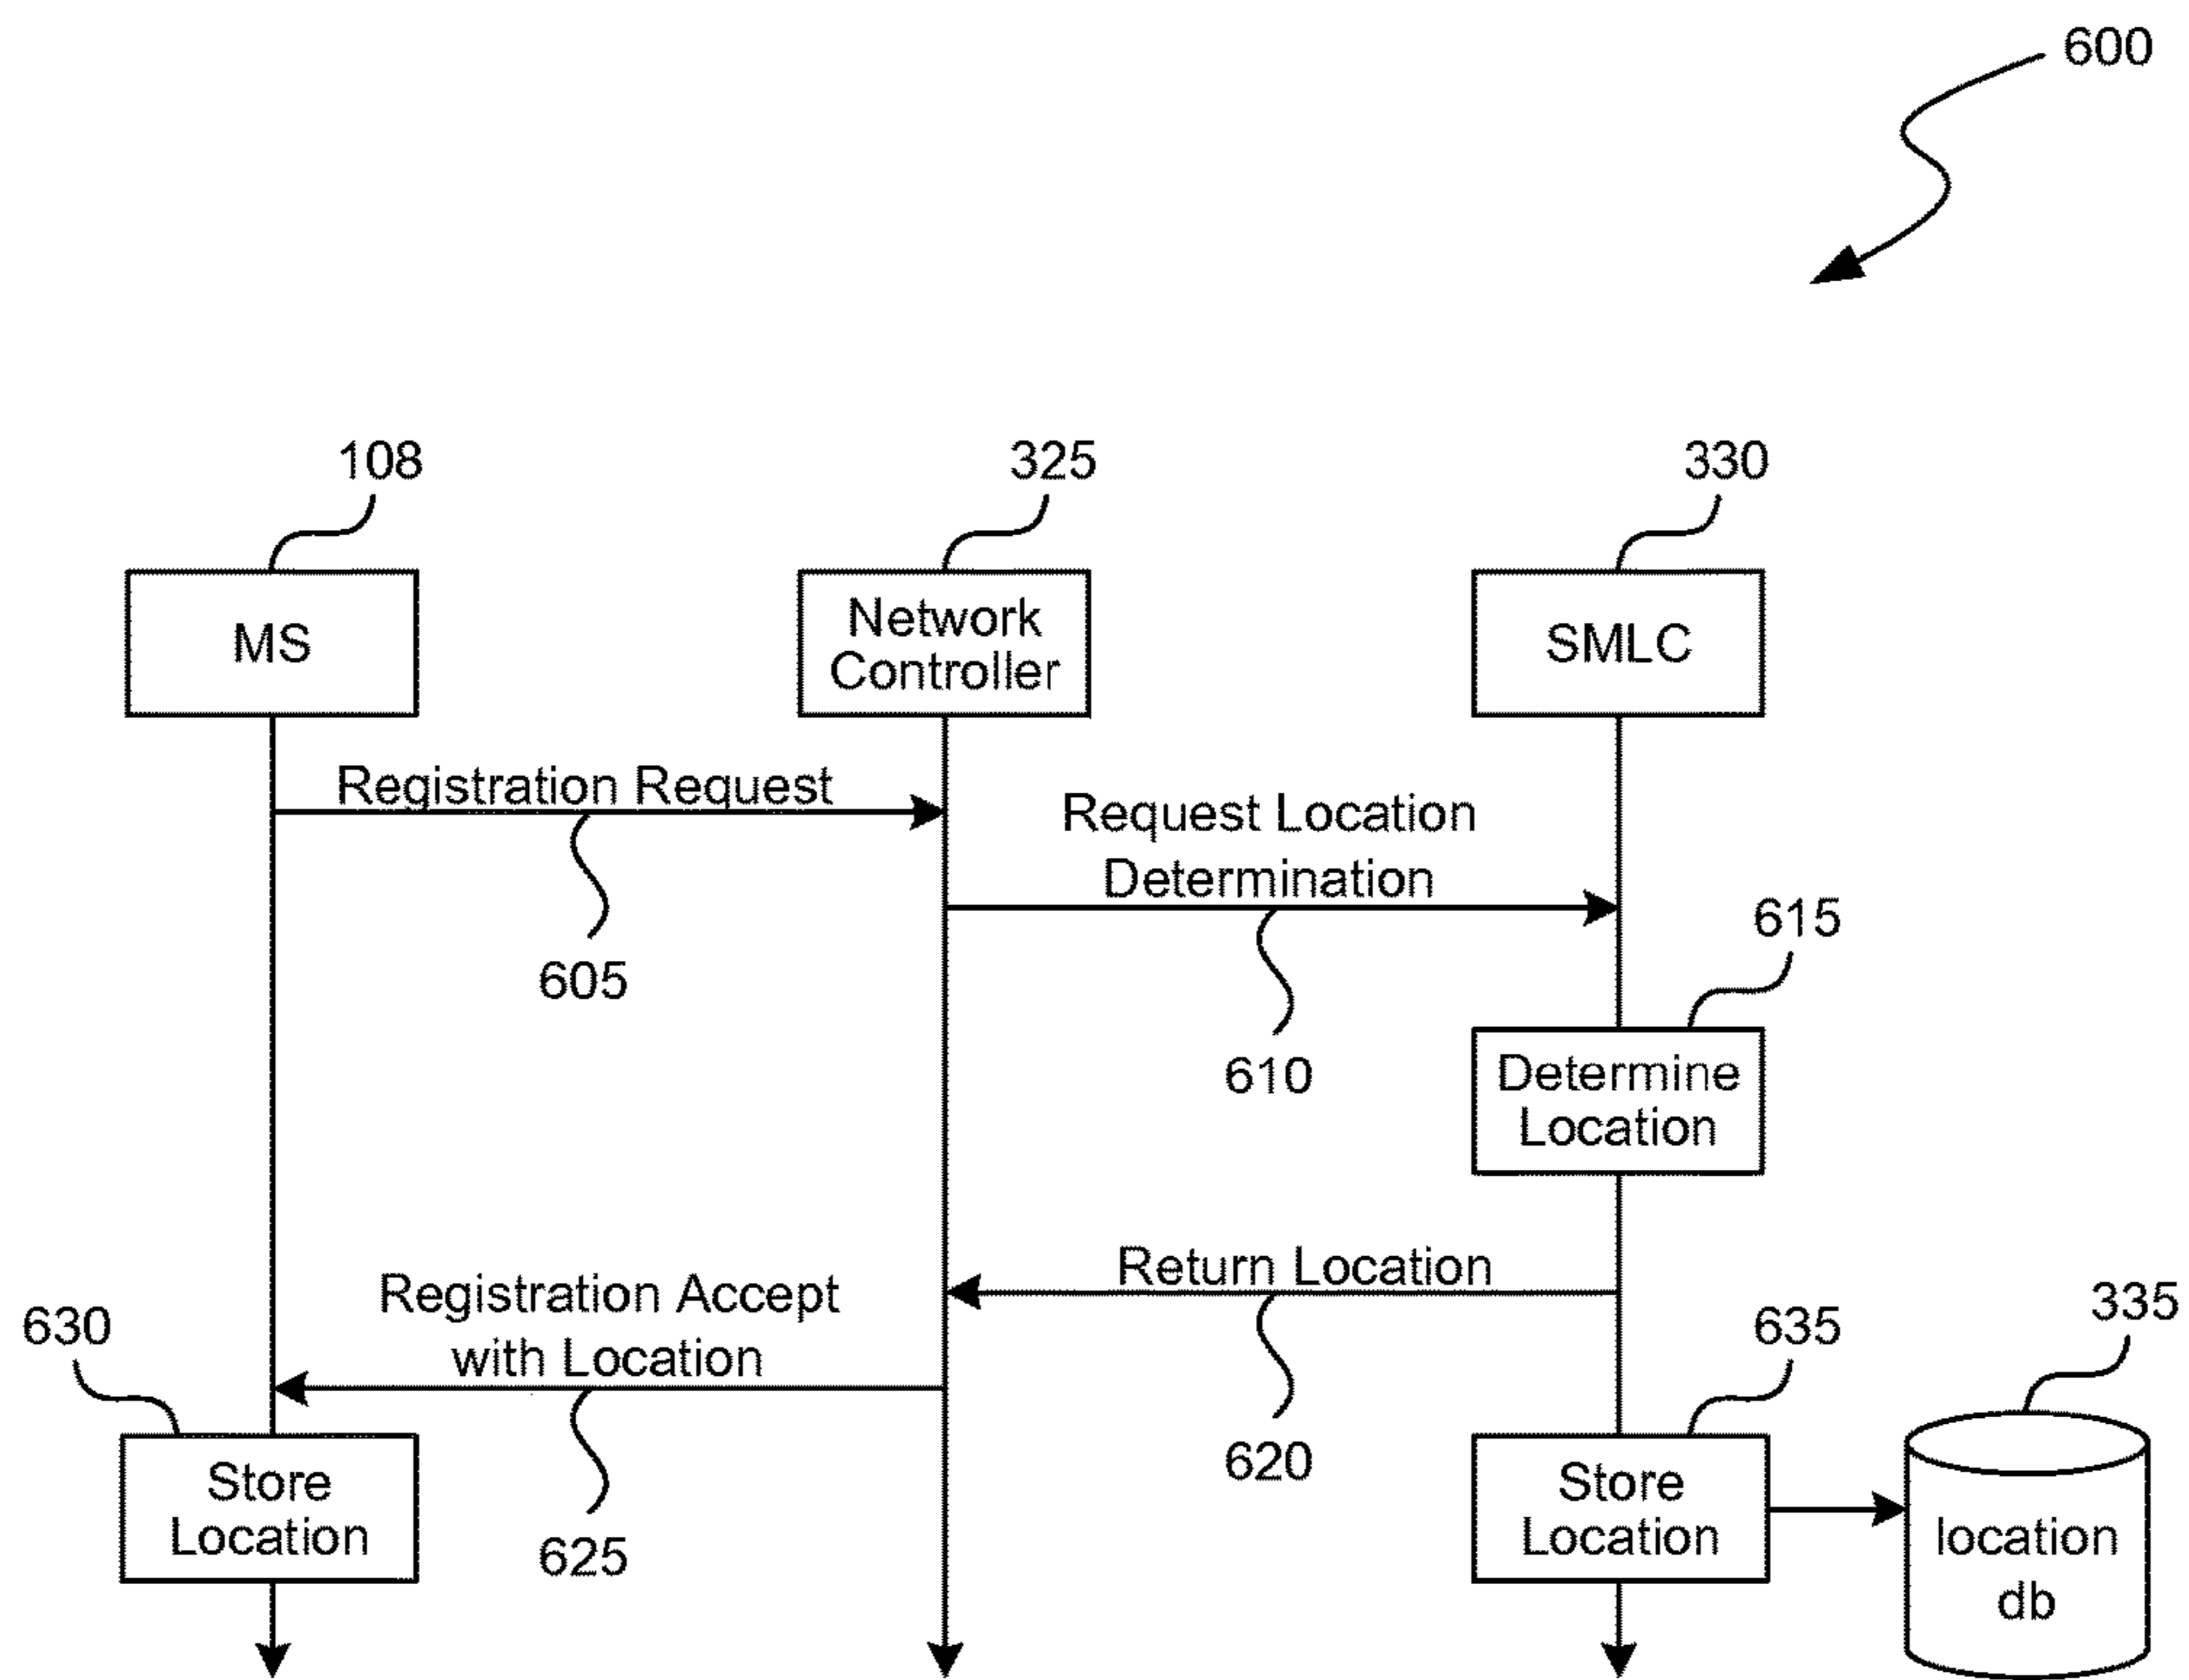 600
108
325
330
MS
Network
Controller
SMLC
Registration Request
605
Request Location
Determination
610
615
Determine
Location
Return Location
620
Registration Accept
with Location
625
630
Store
Location
635
Store
Location
335
location
db